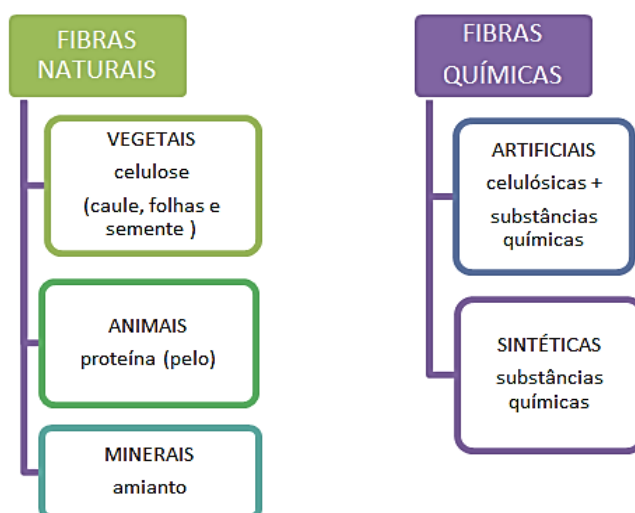 FIBRAS
NATURAIS
VEGETAIS
celulose
(caule, folhas e
semente )
ANIMAIS
proteína (pelo)
MINERAIS
amianto
FIBRAS
QUÍMICAS
ARTIFICIAIS
celulósicas +
substâncias
químicas
SINTÉTICAS
substâncias
químicas